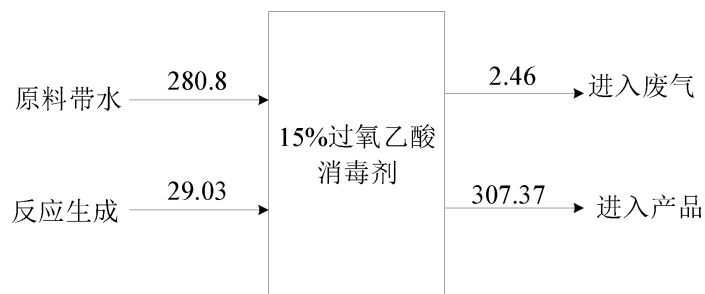 280.8
原料带水
29.03
反应生成
15%过氧乙酸
消毒剂
2.46
进入废气
307.37
进入产品